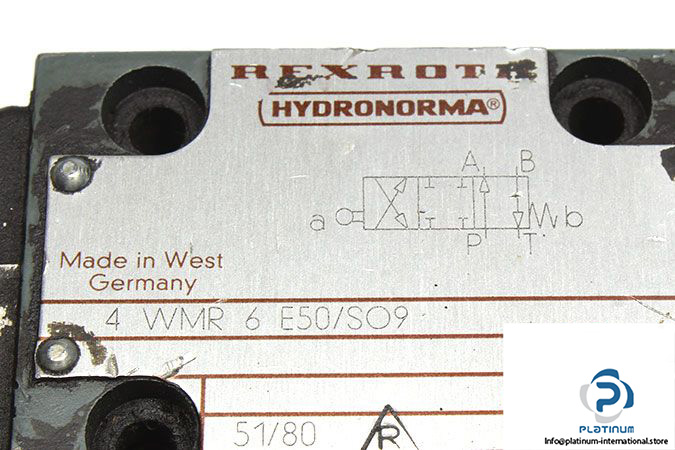 REXROTH
HYDRONORMA®
A B
a b
P T
Made in West
Germany
4 WMR 6 E50/SO9
51/80 R
PLATINUM
info@platinum-international.store